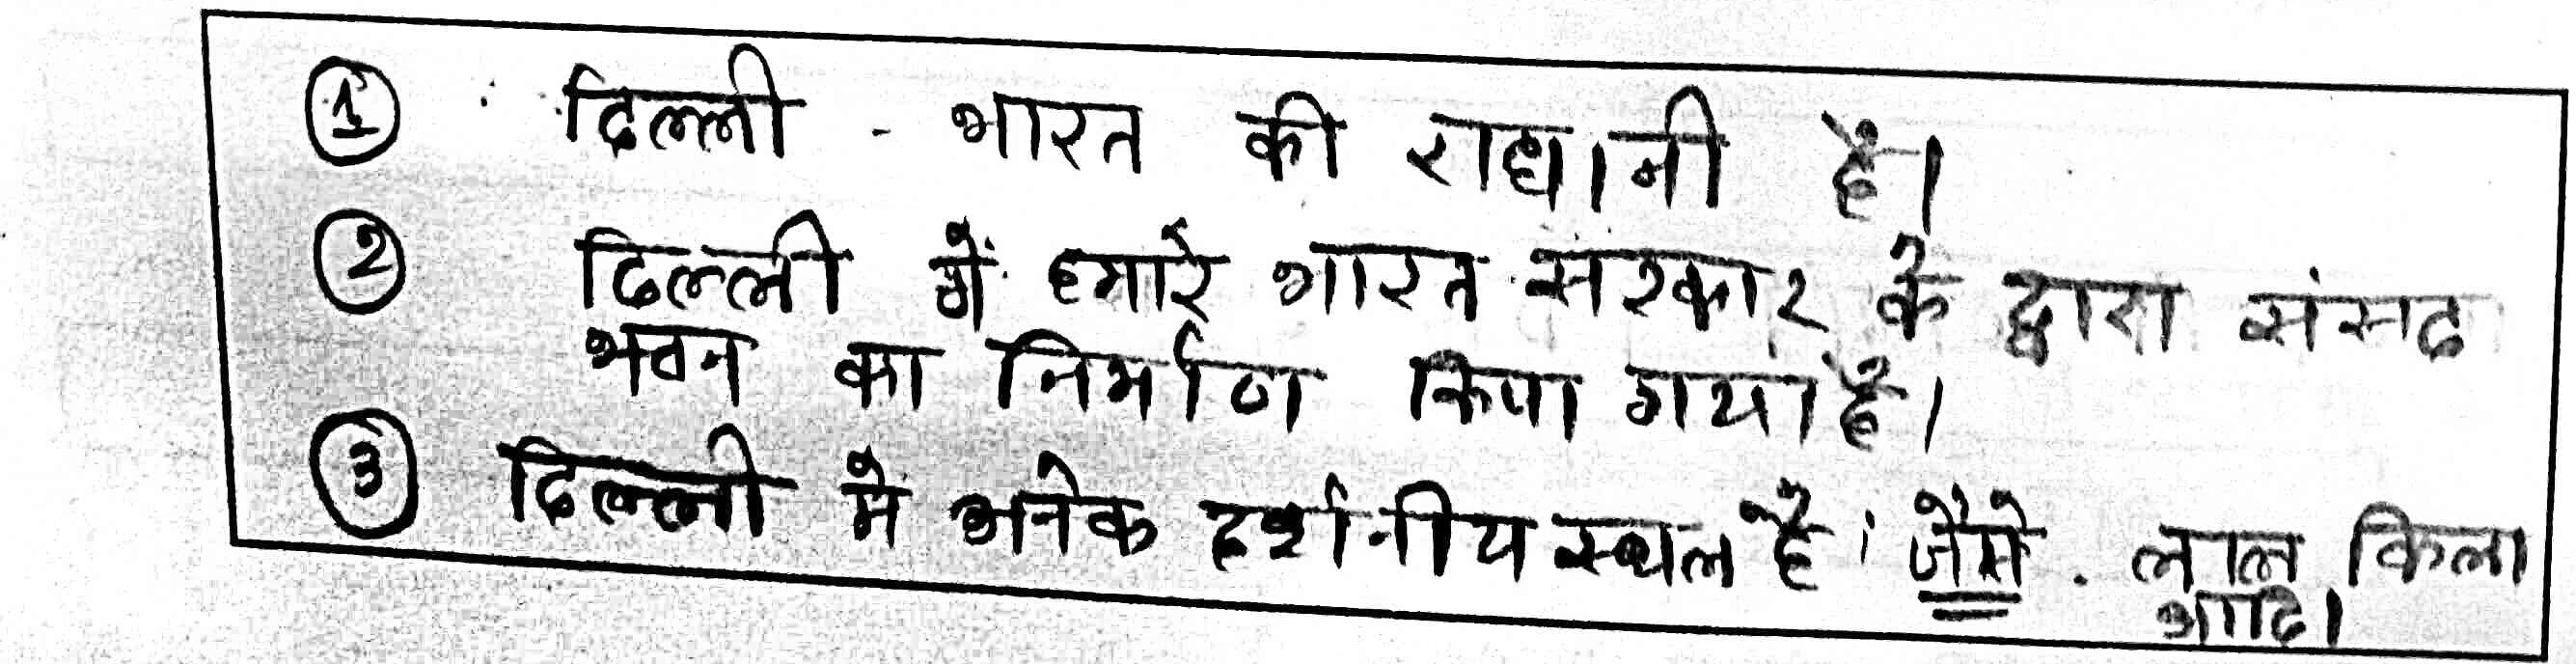 ① दिल्ली - भारत की राधानी है।
② दिल्ली में हमारे भारत सरकार के द्वारा संसद
भवन का निर्माण किया गया है।
③ दिल्ली मे अनेक दर्शनीय स्थल है। जैसे. लाल किला
आदि।